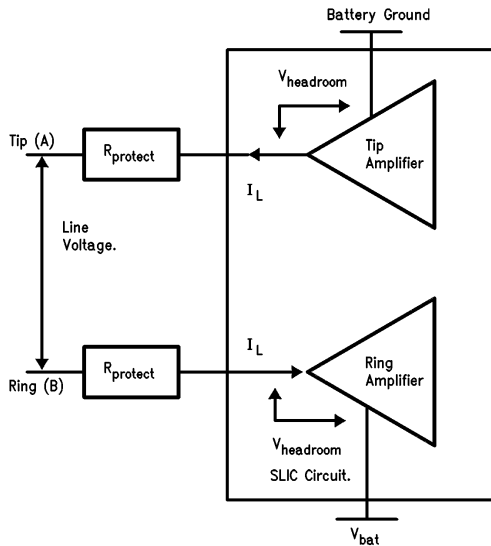 Battery Ground
Vheadroom
Tip (A)
Rprotect
Tip
Amplifier
IL
Line
Voltage.
IL
Rprotect
Ring
Amplifier
Ring (B)
Vheadroom
SLIC Circuit.
Vbat